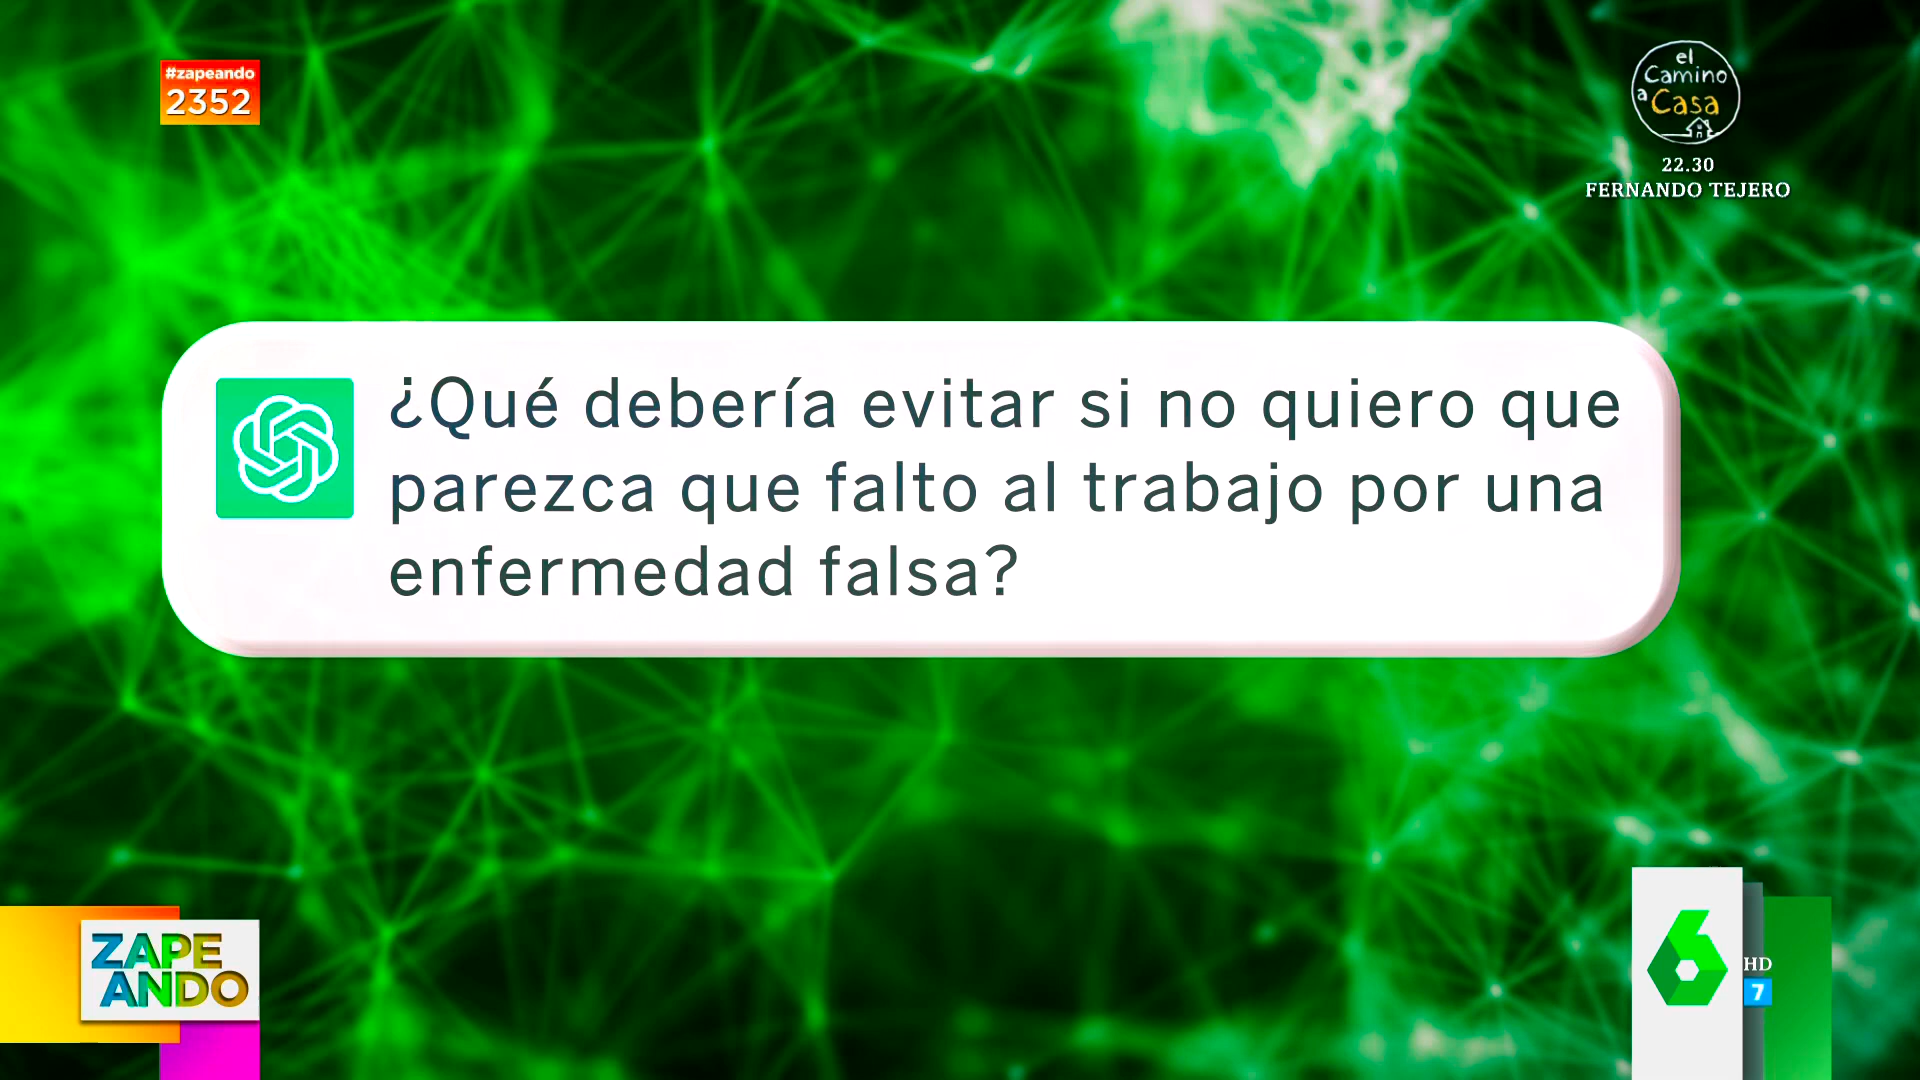 #zapeando
2352
el
Camino
a Casa
22.30
FERNANDO TEJERO
¿Qué debería evitar si no quiero que
parezca que falto al trabajo por una
enfermedad falsa?
ZAPE
ANDO
6
HD
7